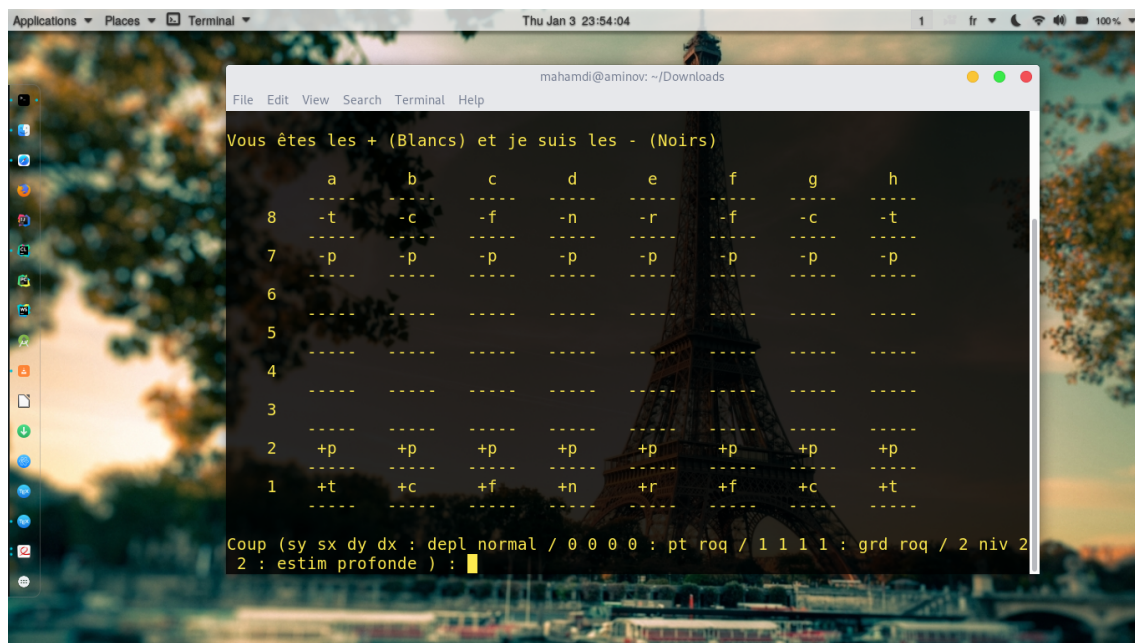 Applications Places Terminal Thu Jan 3 23:54:04 1 fr 100 %
mahamdi@aminov: ~/Downloads
File Edit View Search Terminal Help
Vous êtes les + (Blancs) et je suis les - (Noirs)
a b c d e f g h
----- ----- ----- ----- ----- ----- ----- -----
8 -t -c -f -n -r -f -c -t
----- ----- ----- ----- ----- ----- ----- -----
7 -p -p -p -p -p -p -p -p
----- ----- ----- ----- ----- ----- ----- -----
6
----- ----- ----- ----- ----- ----- ----- -----
5
----- ----- ----- ----- ----- ----- ----- -----
4
----- ----- ----- ----- ----- ----- ----- -----
3
----- ----- ----- ----- ----- ----- ----- -----
2 +p +p +p +p +p +p +p +p
----- ----- ----- ----- ----- ----- ----- -----
1 +t +c +f +n +r +f +c +t
----- ----- ----- ----- ----- ----- ----- -----
Coup (sy sx dy dx : depl normal / 0 0 0 0 : pt roq / 1 1 1 1 : grd roq / 2 niv 2
2 : estim profonde ) :